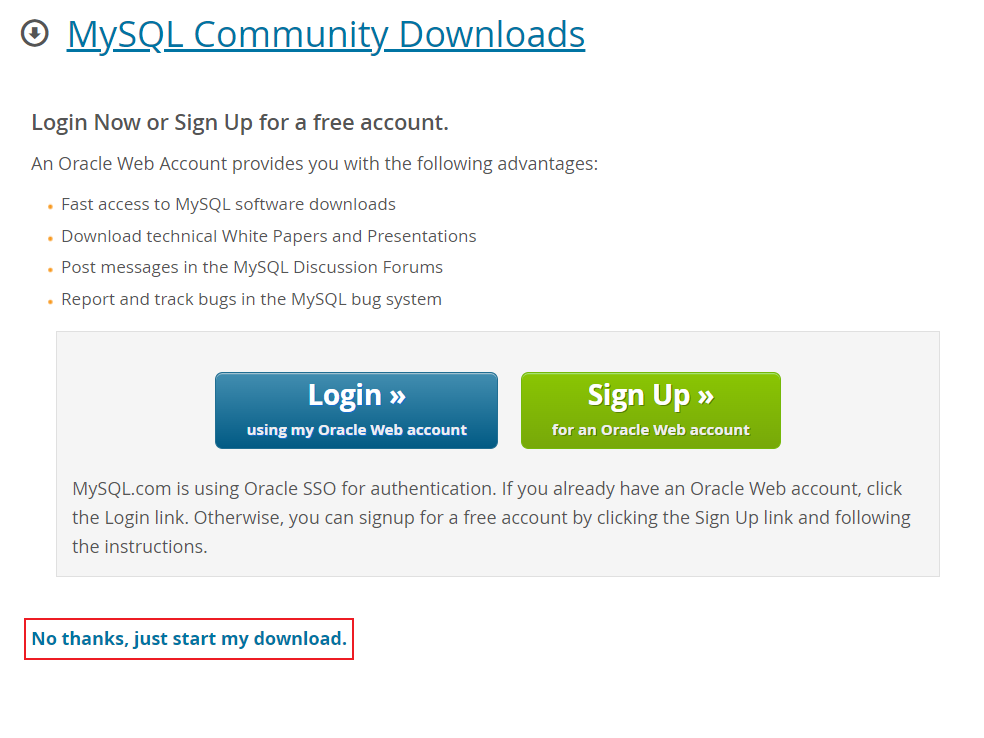 MySQL Community Downloads
Login Now or Sign Up for a free account.
An Oracle Web Account provides you with the following advantages:
Fast access to MySQL software downloads
Download technical White Papers and Presentations
Post messages in the MySQL Discussion Forums
Report and track bugs in the MySQL bug system
Login »
using my Oracle Web account
Sign Up »
for an Oracle Web account
MySQL.com is using Oracle SSO for authentication. If you already have an Oracle Web account, click
the Login link. Otherwise, you can signup for a free account by clicking the Sign Up link and following
the instructions.
No thanks, just start my download.